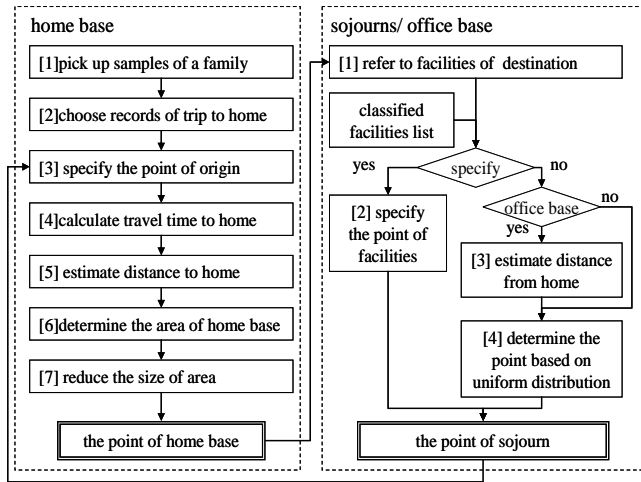 home base
[1]pick up samples of a family
[2]choose records of trip to home
[3] specify the point of origin
[4]calculate travel time to home
[5] estimate distance to home
[6]determine the area of home base
[7] reduce the size of area
the point of home base
sojourns/ office base
[1] refer to facilities of destination
classified
facilities list
yes
specify
no
[2] specify
the point of
facilities
office base
no
yes
[3] estimate distance
from home
[4] determine the
point based on
uniform distribution
the point of sojourn